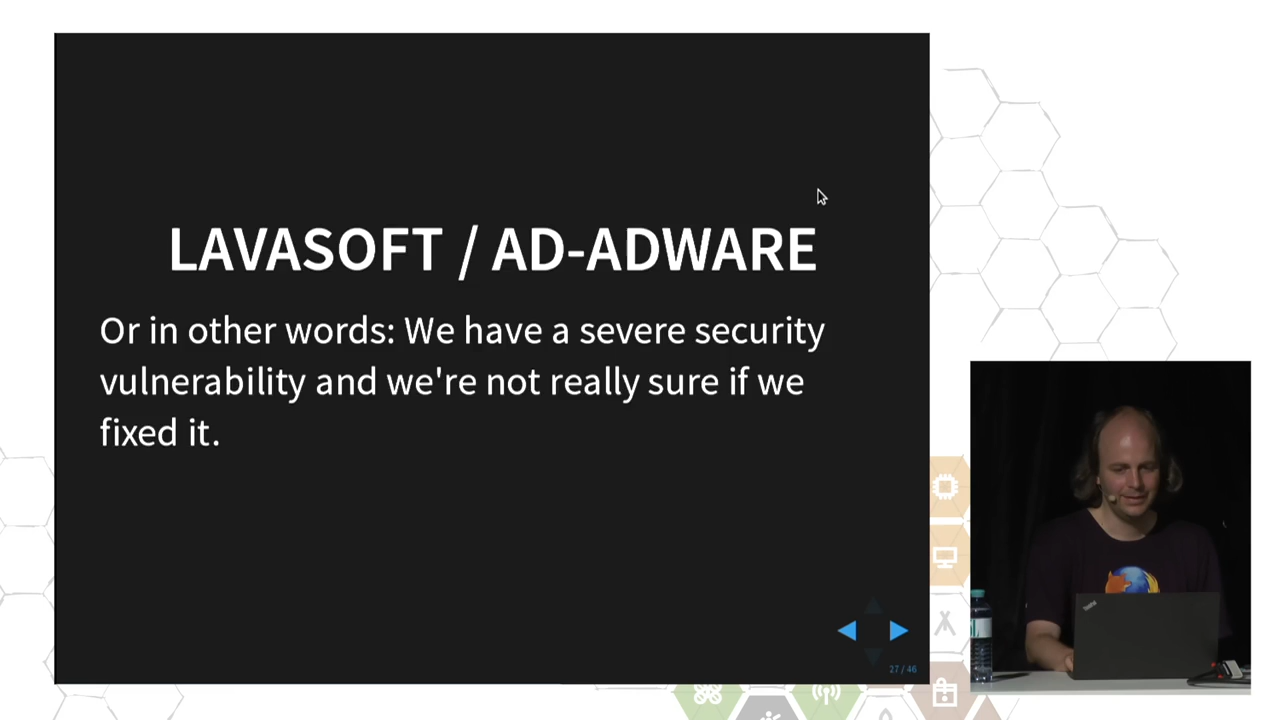 LAVASOFT / AD-ADWARE
Or in other words: We have a severe security
vulnerability and we're not really sure if we
fixed it.
27 / 46
ThinkPad